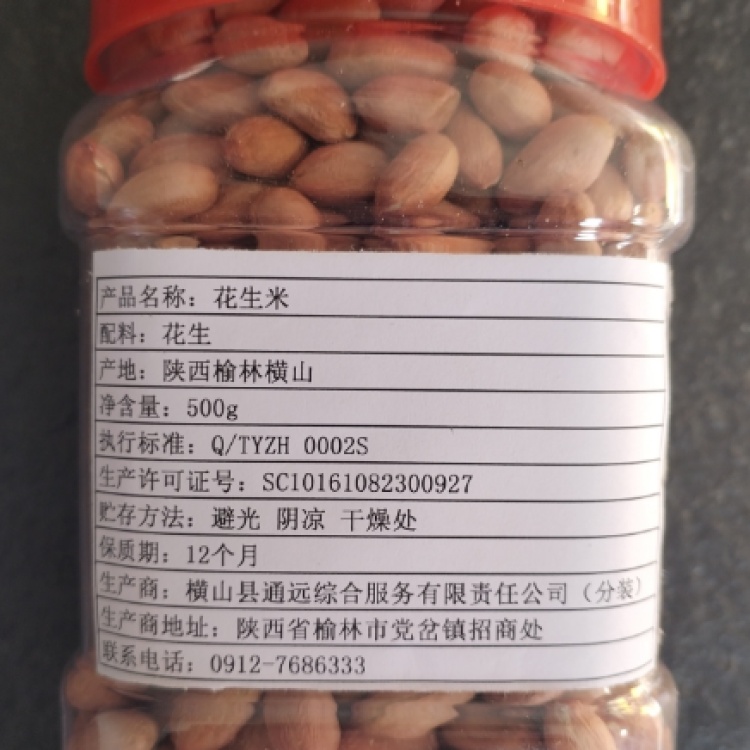 产品名称：花生米
配料：花生
产地：陕西榆林横山
净含量：500g
执行标准：Q/TYZH 0002S
生产许可证号：SC10161082300927
贮存方法：避光 阴凉 干燥处
保质期：12个月
生产商：横山县通远综合服务有限责任公司（分装）
生产商地址：陕西省榆林市党岔镇招商处
联系电话：0912-7686333